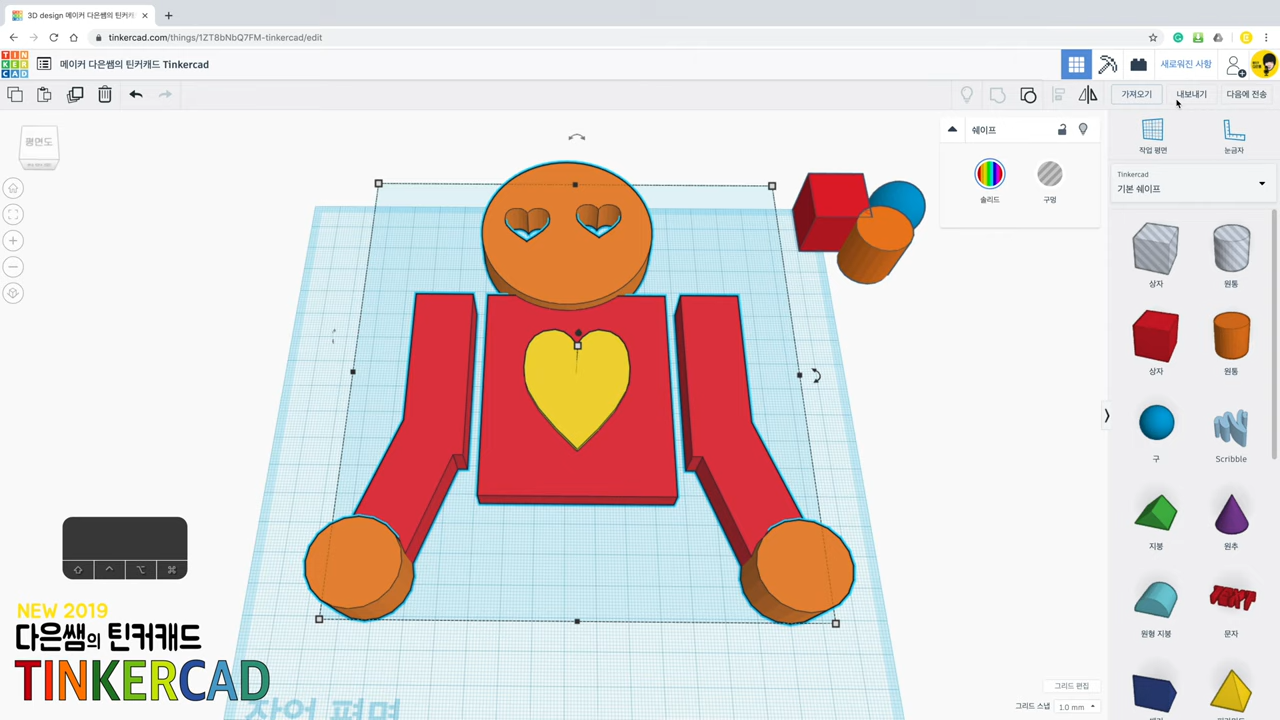 3D design 메이커 다은쌤의 틴커캐
tinkercad.com/things/1ZT8bNbQ7FM-tinkercad/edit
TIN
KER
CAD
메이커 다은쌤의 틴커캐드 Tinkercad
새로워진 사항
가져오기
내보내기
다음에 전송
평면도
쉐이프
솔리드
구멍
작업 평면
눈금자
Tinkercad
기본 쉐이프
상자
원통
상자
원통
구
Scribble
지붕
원추
원형 지붕
문자
작업 평면
그리드 편집
그리드 스냅
1.0 mm
NEW 2019
다은쌤의 틴커캐드
TINKERCAD